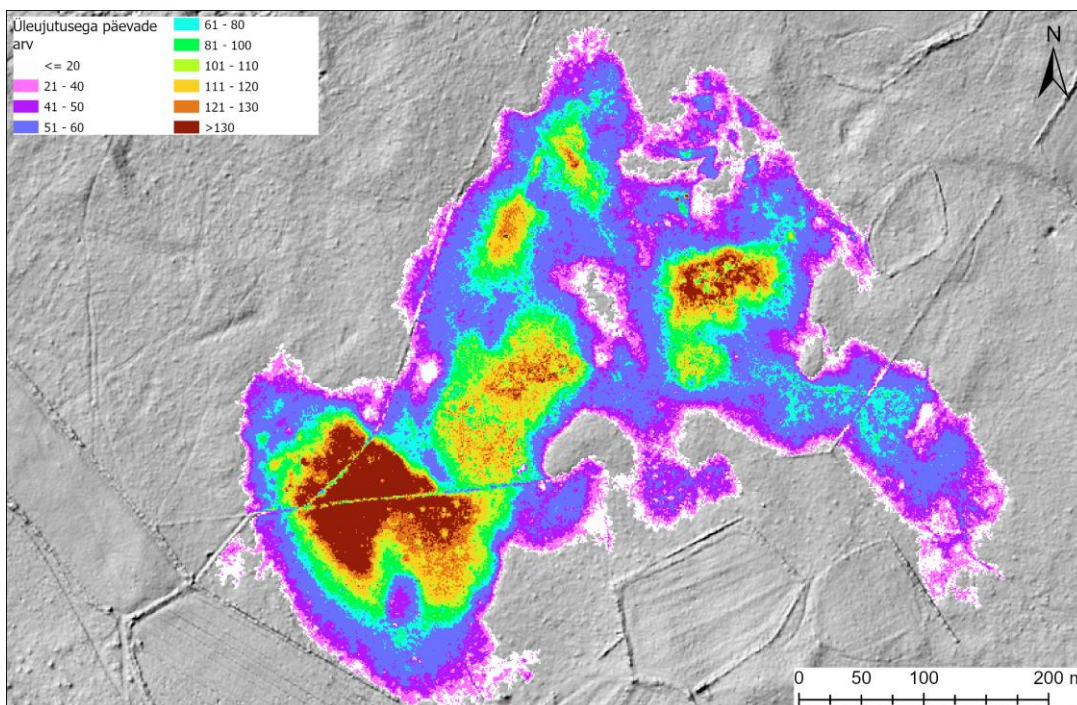 Üleujutusega päevade
arv
<= 20
21 - 40
41 - 50
51 - 60
61 - 80
81 - 100
101 - 110
111 - 120
121 - 130
>130
N
0 50 100 200 m